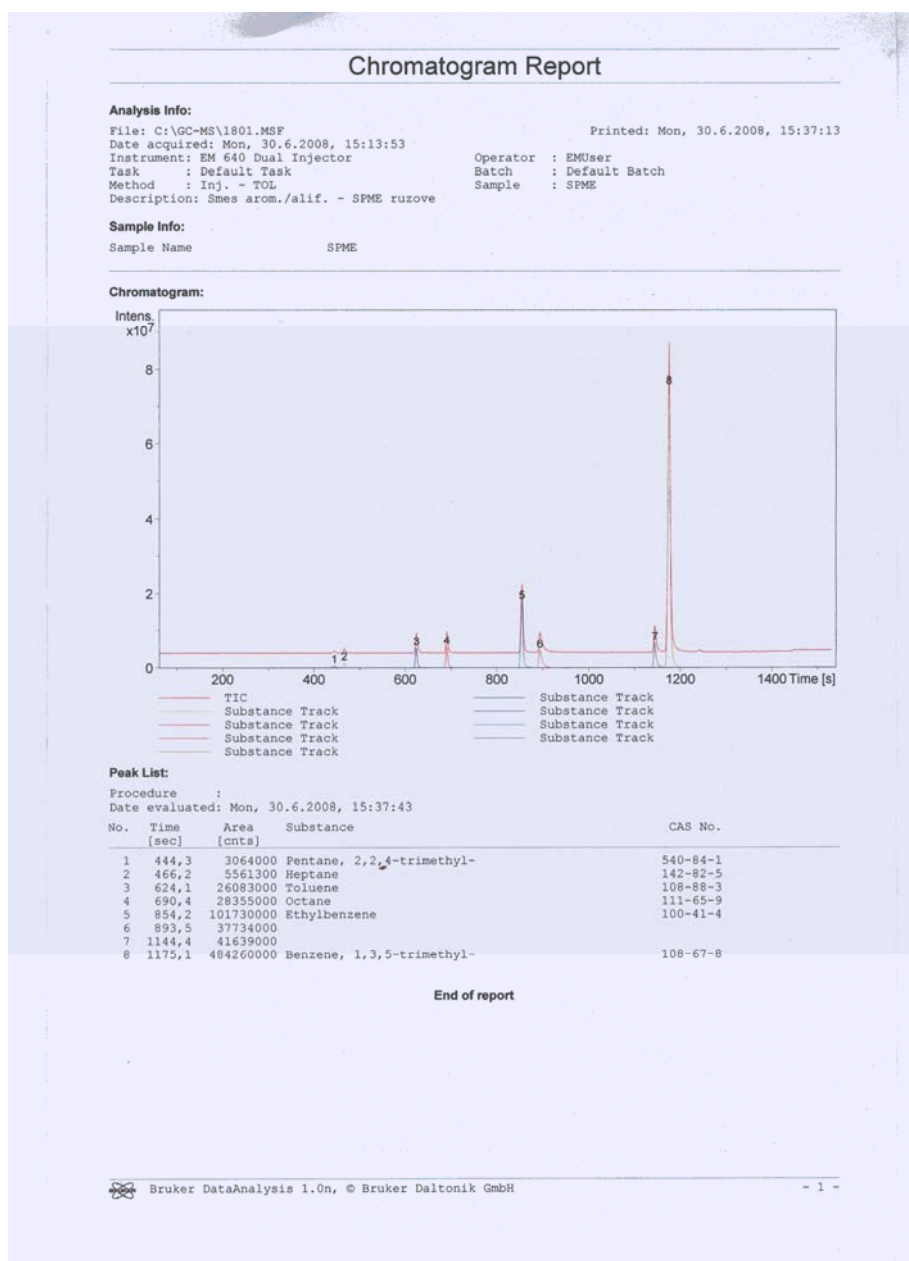 Chromatogram Report
Analysis Info:
File: C:\GC-MS\1801.MSF Printed: Mon, 30.6.2008, 15:37:13
Date acquired: Mon, 30.6.2008, 15:13:53
Instrument: EM 640 Dual Injector Operator : EMUser
Task : Default Task Batch : Default Batch
Method : Inj. - TOL Sample : SPME
Description: Smes arom./alif. - SPME ruzove
Sample Info:
Sample Name SPME
Chromatogram:
Intens.
x10⁷
8
8
6
4
2
5
3 4 6 7
1 2
0
200 400 600 800 1000 1200 1400 Time [s]
TIC Substance Track
Substance Track Substance Track
Substance Track Substance Track
Substance Track Substance Track
Substance Track
Peak List:
Procedure :
Date evaluated: Mon, 30.6.2008, 15:37:43
No. Time Area Substance CAS No.
[sec] [cnts]
1 444,3 3064000 Pentane, 2,2,4-trimethyl- 540-84-1
2 466,2 5561300 Heptane 142-82-5
3 624,1 26083000 Toluene 108-88-3
4 690,4 28355000 Octane 111-65-9
5 854,2 101730000 Ethylbenzene 100-41-4
6 893,5 37734000
7 1144,4 41639000
8 1175,1 484260000 Benzene, 1,3,5-trimethyl- 108-67-8
End of report
Bruker DataAnalysis 1.0n, © Bruker Daltonik GmbH - 1 -